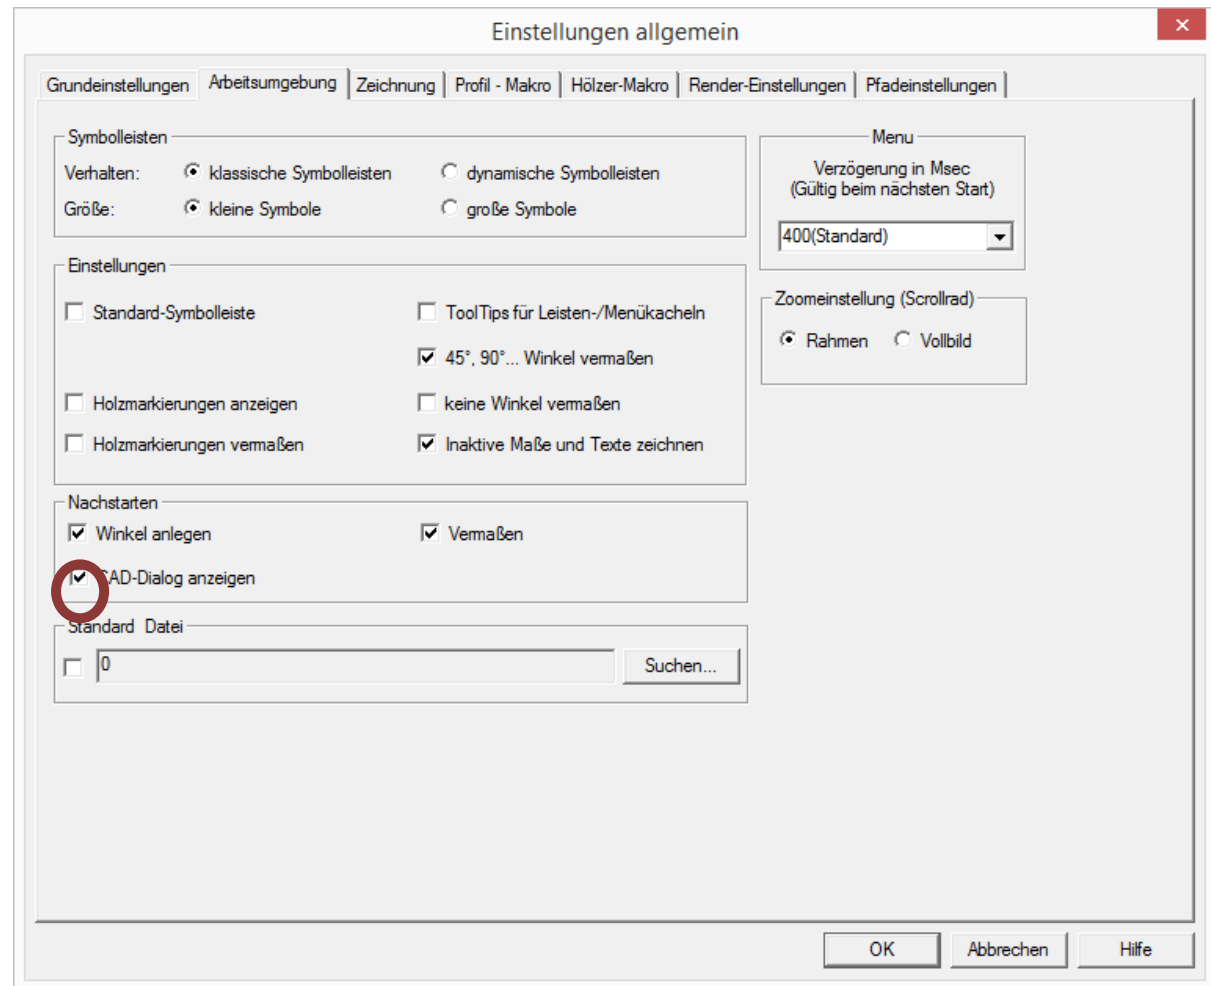 Einstellungen allgemein
Grundeinstellungen Arbeitsumgebung Zeichnung Profil - Makro Hölzer-Makro Render-Einstellungen Pfadeinstellungen
Symbolleisten
Verhalten: klassische Symbolleisten dynamische Symbolleisten
Größe: kleine Symbole große Symbole
Menu
Verzögerung in Msec
(Gültig beim nächsten Start)
400(Standard)
Einstellungen
Standard-Symbolleiste ToolTips für Leisten-/Menükacheln
45°, 90°... Winkel vermaßen
Holzmarkierungen anzeigen keine Winkel vermaßen
Holzmarkierungen vermaßen Inaktive Maße und Texte zeichnen
Zoomeinstellung (Scrollrad)
Rahmen Vollbild
Nachstarten
Winkel anlegen Vermaßen
CAD-Dialog anzeigen
Standard Datei
0 Suchen...
OK Abbrechen Hilfe